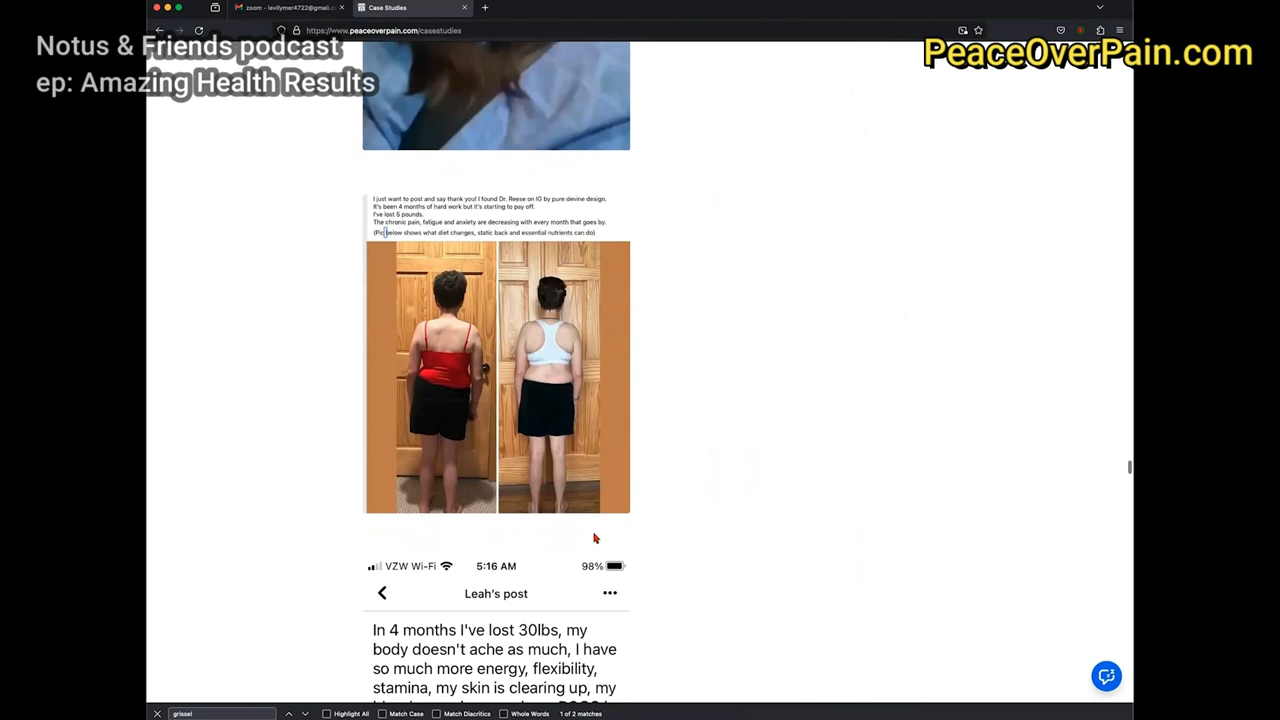 zoom - levilymer4722@gmail.c
Case Studies
https://www.peaceoverpain.com/casestudies
Notus & Friends podcast
ep: Amazing Health Results
PeaceOverPain.com
I just want to post and say thank you! I found Dr. Reese on IG by pure devine design.
It's been 4 months of hard work but it's starting to pay off.
I've lost 5 pounds.
The chronic pain, fatigue and anxiety are decreasing with every month that goes by.
(Pic below shows what diet changes, static back and essential nutrients can do)
VZW Wi-Fi 5:16 AM 98%
Leah's post
In 4 months I've lost 30lbs, my
body doesn't ache as much, I have
so much more energy, flexibility,
stamina, my skin is clearing up, my
grissel Highlight All Match Case Match Diacritics Whole Words 1 of 2 matches